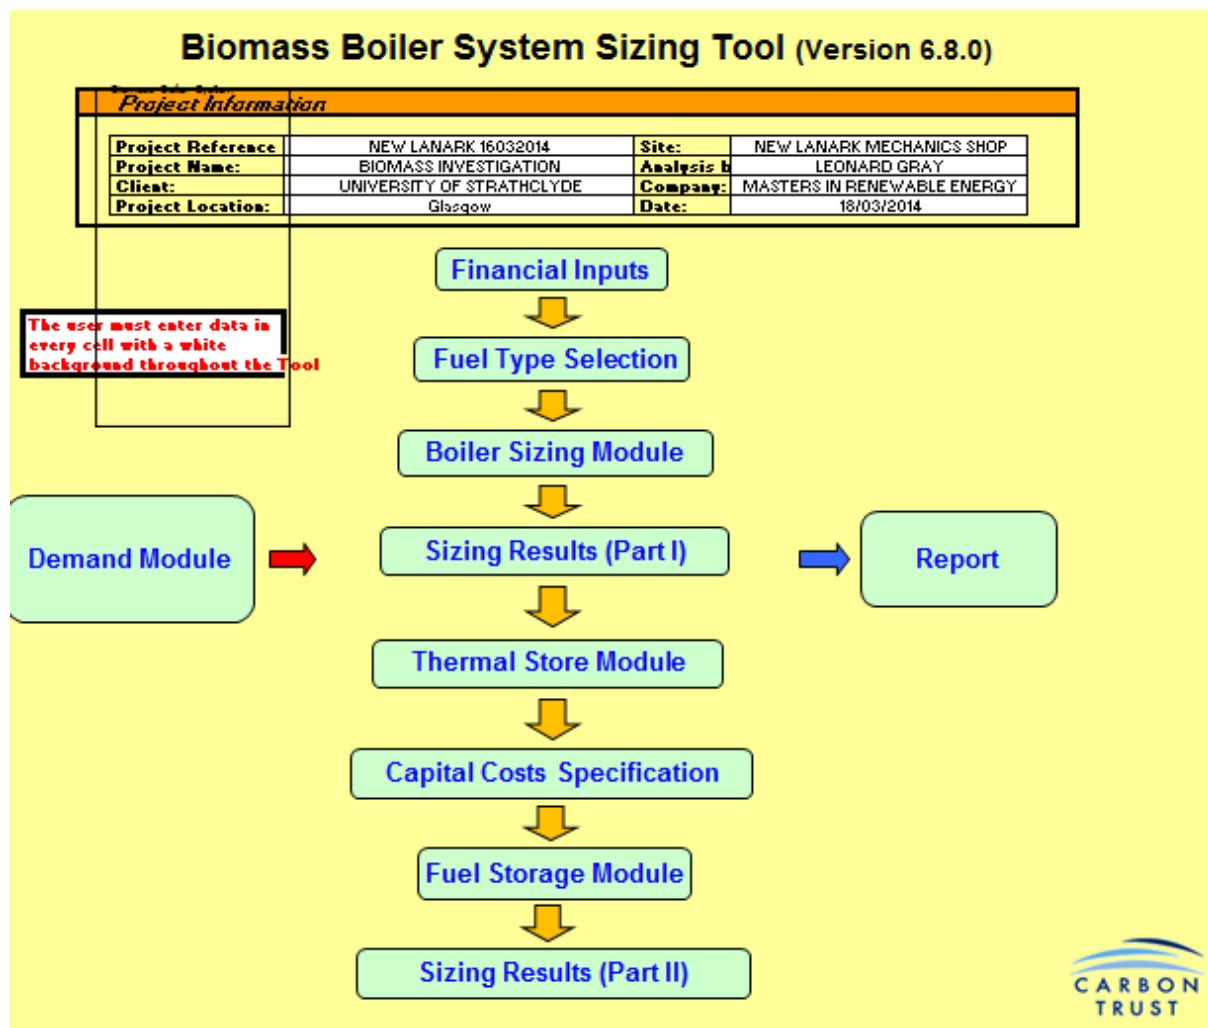 Biomass Boiler System Sizing Tool (Version 6.8.0)
Biomass Boiler System
Project Information
Project Reference NEW LANARK 16032014 Site: NEW LANARK MECHANICS SHOP
Project Name: BIOMASS INVESTIGATION Analysis b LEONARD GRAY
Client: UNIVERSITY OF STRATHCLYDE Company: MASTERS IN RENEWABLE ENERGY
Project Location: Glasgow Date: 18/03/2014
Financial Inputs
The user must enter data in
every cell with a white
background throughout the Tool
Fuel Type Selection
Boiler Sizing Module
Demand Module
Sizing Results (Part I)
Report
Thermal Store Module
Capital Costs Specification
Fuel Storage Module
Sizing Results (Part II)
CARBON
TRUST